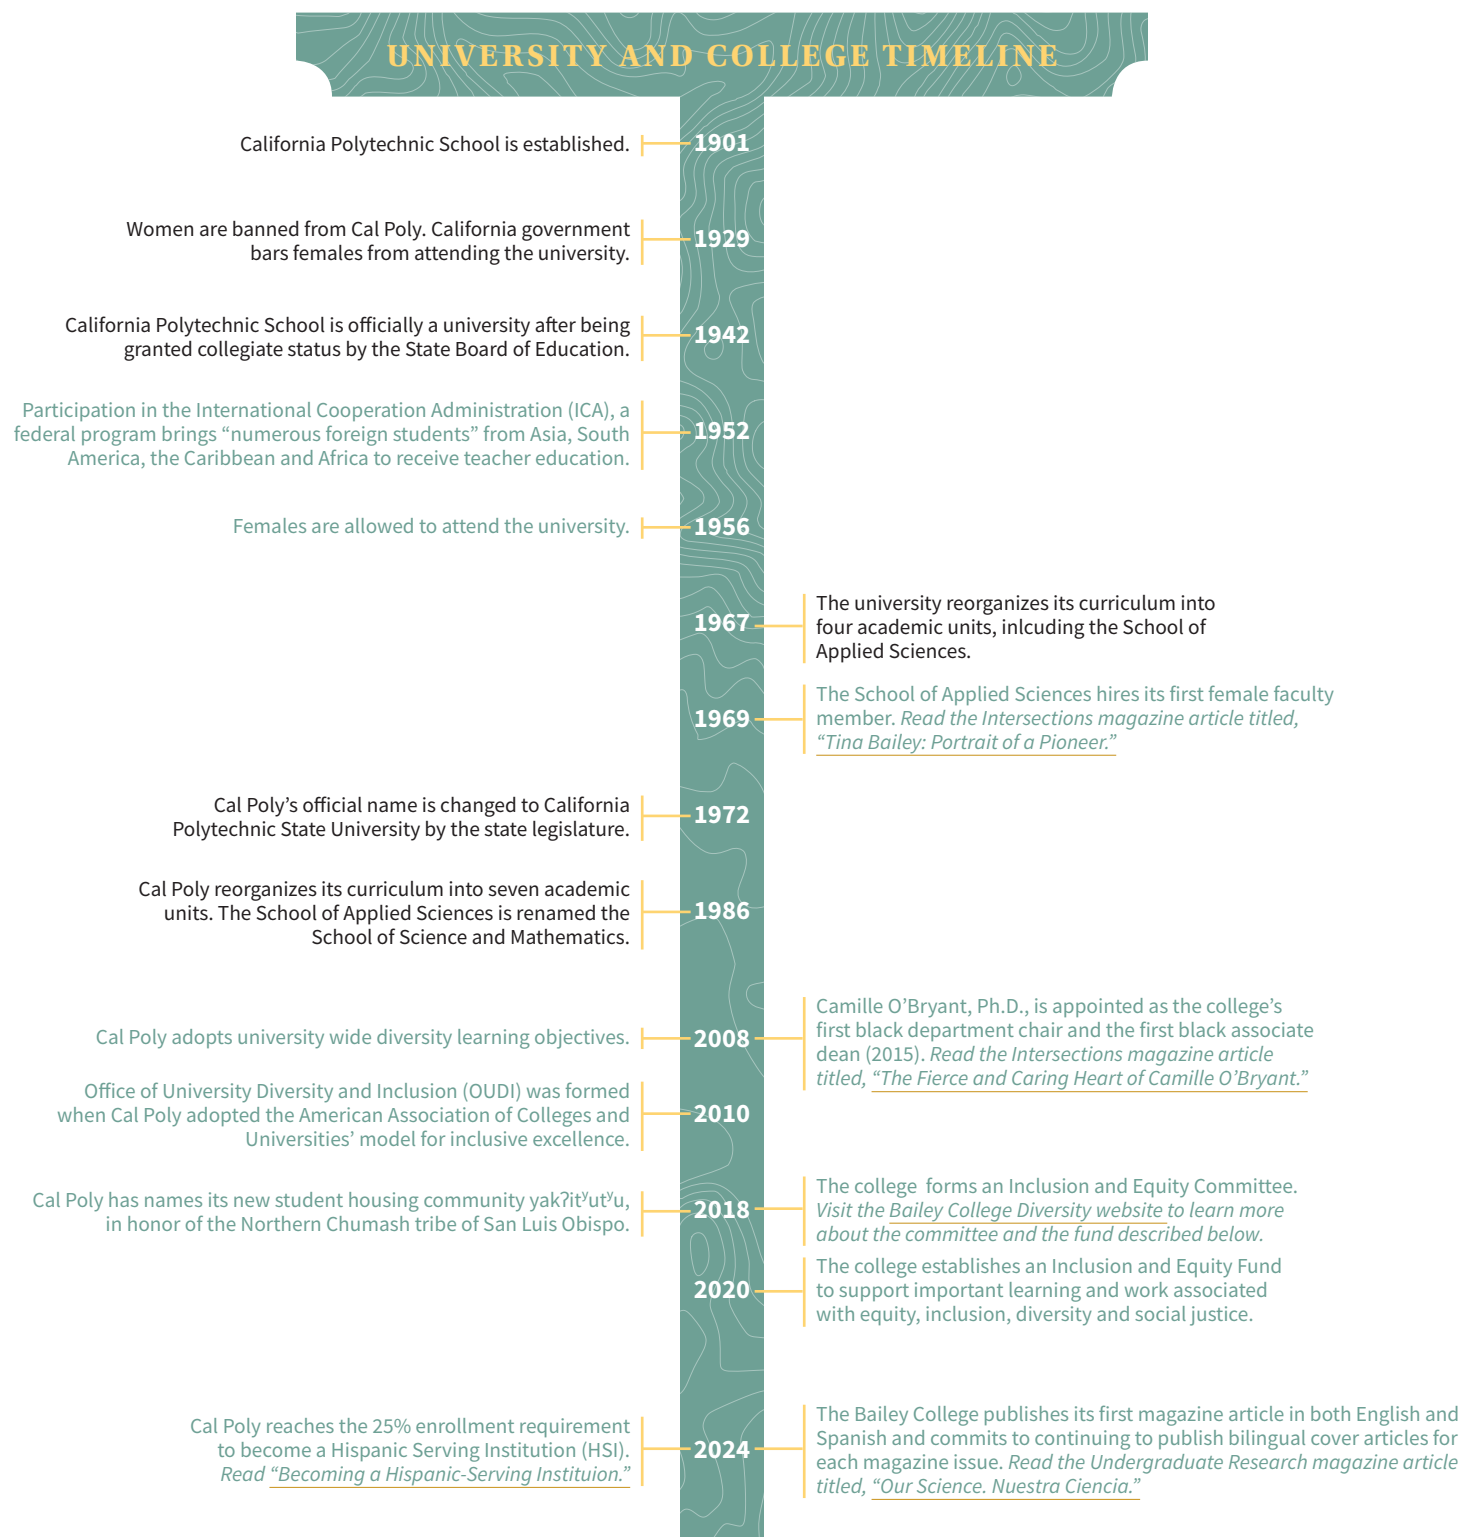 UNIVERSITY AND COLLEGE TIMELINE
California Polytechnic School is established.
1901
Women are banned from Cal Poly. California government
bars females from attending the university.
1929
California Polytechnic School is officially a university after being
granted collegiate status by the State Board of Education.
1942
Participation in the International Cooperation Administration (ICA), a
federal program brings “numerous foreign students” from Asia, South
America, the Caribbean and Africa to receive teacher education.
1952
Females are allowed to attend the university.
1956
1967
The university reorganizes its curriculum into
four academic units, inlcuding the School of
Applied Sciences.
1969
The School of Applied Sciences hires its first female faculty
member. Read the Intersections magazine article titled,
“Tina Bailey: Portrait of a Pioneer.”
Cal Poly’s official name is changed to California
Polytechnic State University by the state legislature.
1972
Cal Poly reorganizes its curriculum into seven academic
units. The School of Applied Sciences is renamed the
School of Science and Mathematics.
1986
Cal Poly adopts university wide diversity learning objectives.
2008
Camille O’Bryant, Ph.D., is appointed as the college’s
first black department chair and the first black associate
dean (2015). Read the Intersections magazine article
titled, “The Fierce and Caring Heart of Camille O’Bryant.”
Office of University Diversity and Inclusion (OUDI) was formed
when Cal Poly adopted the American Association of Colleges and
Universities’ model for inclusive excellence.
2010
Cal Poly has names its new student housing community yakʔitʸutʸu,
in honor of the Northern Chumash tribe of San Luis Obispo.
2018
The college forms an Inclusion and Equity Committee.
Visit the Bailey College Diversity website to learn more
about the committee and the fund described below.
2020
The college establishes an Inclusion and Equity Fund
to support important learning and work associated
with equity, inclusion, diversity and social justice.
Cal Poly reaches the 25% enrollment requirement
to become a Hispanic Serving Institution (HSI).
Read “Becoming a Hispanic-Serving Instituion.”
2024
The Bailey College publishes its first magazine article in both English and
Spanish and commits to continuing to publish bilingual cover articles for
each magazine issue. Read the Undergraduate Research magazine article
titled, “Our Science. Nuestra Ciencia.”